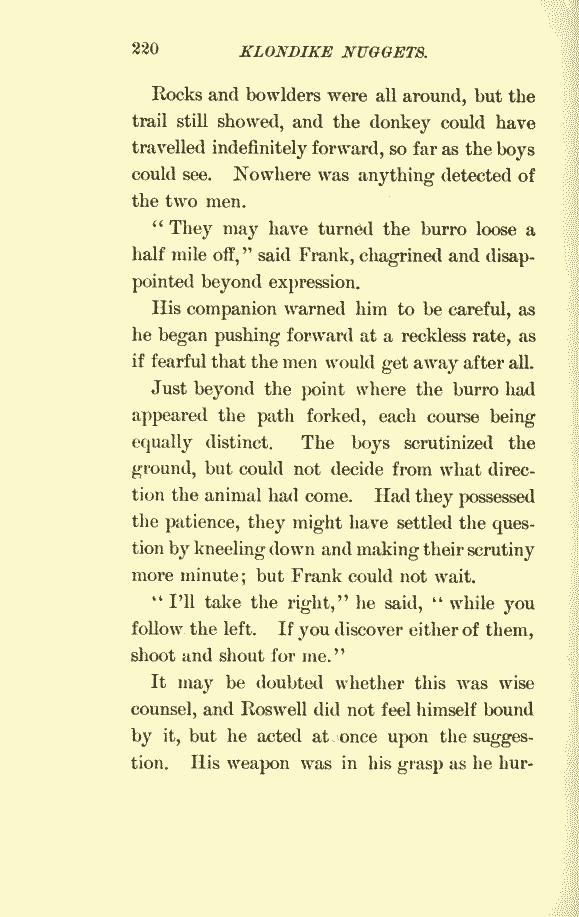 220 KLONDIKE NUGGETS.
Rocks and bowlders were all around, but the
trail still showed, and the donkey could have
travelled indefinitely forward, so far as the boys
could see. Nowhere was anything detected of
the two men.
“They may have turned the burro loose a
half mile off,” said Frank, chagrined and disap-
pointed beyond expression.
His companion warned him to be careful, as
he began pushing forward at a reckless rate, as
if fearful that the men would get away after all.
Just beyond the point where the burro had
appeared the path forked, each course being
equally distinct. The boys scrutinized the
ground, but could not decide from what direc-
tion the animal had come. Had they possessed
the patience, they might have settled the ques-
tion by kneeling down and making their scrutiny
more minute; but Frank could not wait.
“I’ll take the right,” he said, “while you
follow the left. If you discover either of them,
shoot and shout for me.”
It may be doubted whether this was wise
counsel, and Roswell did not feel himself bound
by it, but he acted at once upon the sugges-
tion. His weapon was in his grasp as he hur-